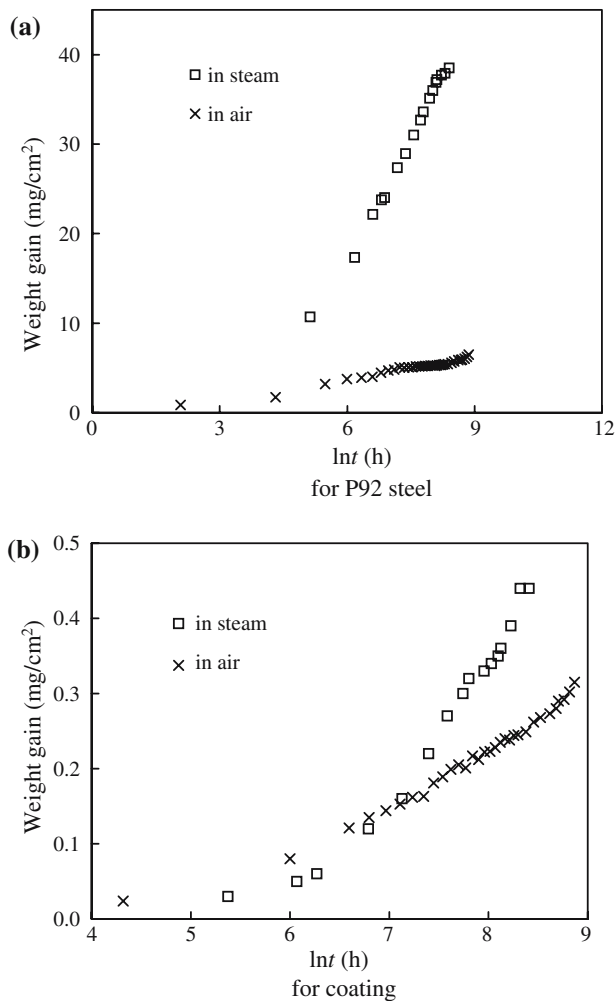 (a)
40
30
20
10
0
Weight gain (mg/cm²)
in steam
in air
0 3 6 9 12
lnt (h)
for P92 steel
(b)
0.5
0.4
0.3
0.2
0.1
0.0
Weight gain (mg/cm²)
in steam
in air
4 5 6 7 8 9
lnt (h)
for coating